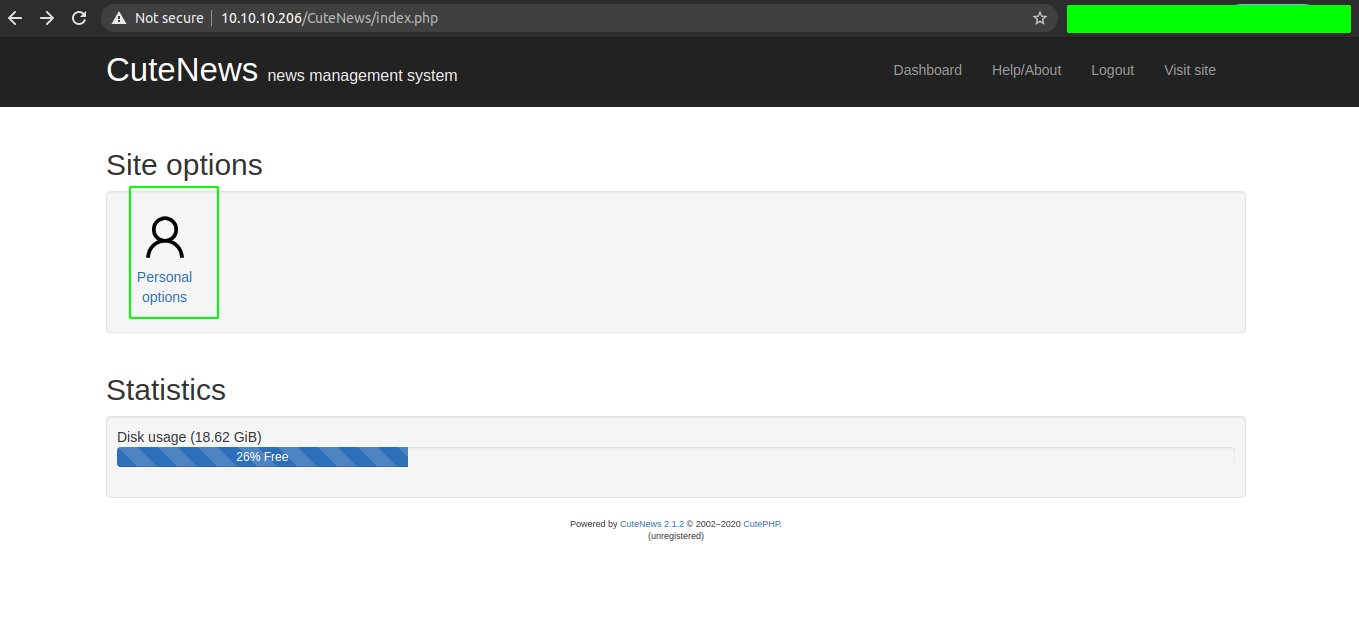 Not secure 10.10.10.206/CuteNews/index.php
CuteNews news management system
Dashboard Help/About Logout Visit site
Site options
Personal
options
Statistics
Disk usage (18.62 GiB)
26% Free
Powered by CuteNews 2.1.2 © 2002–2020 CutePHP.
(unregistered)